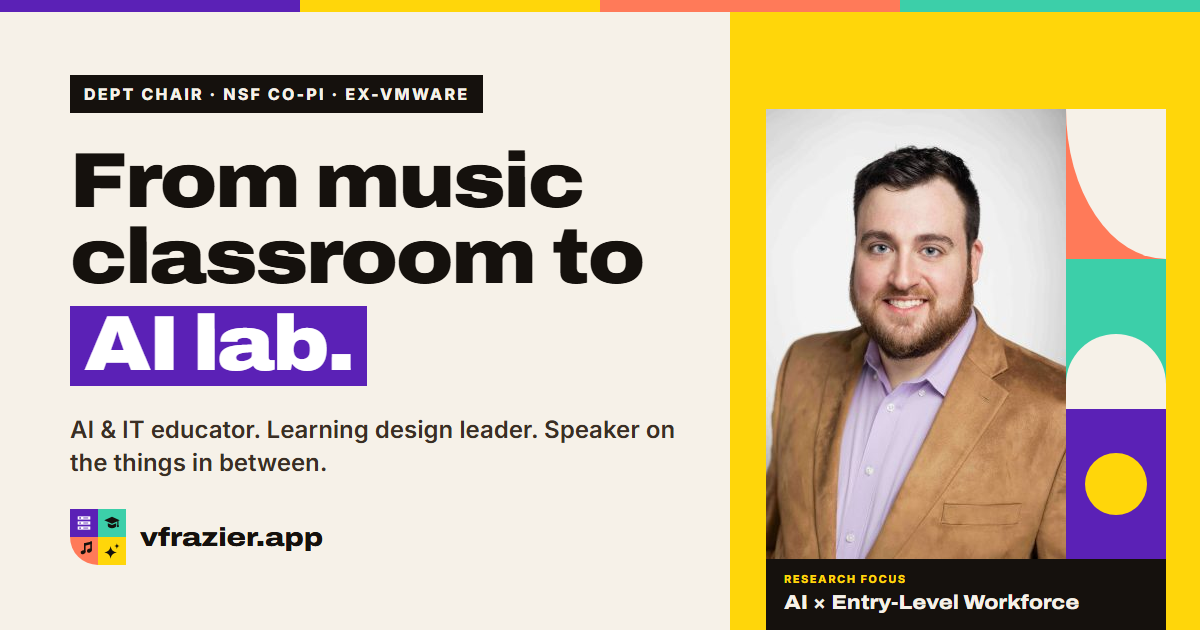 DEPT CHAIR · NSF CO-PI · EX-VMWARE
From music
classroom to
AI lab.
AI & IT educator. Learning design leader. Speaker on
the things in between.
vfrazier.app
RESEARCH FOCUS
AI × Entry-Level Workforce